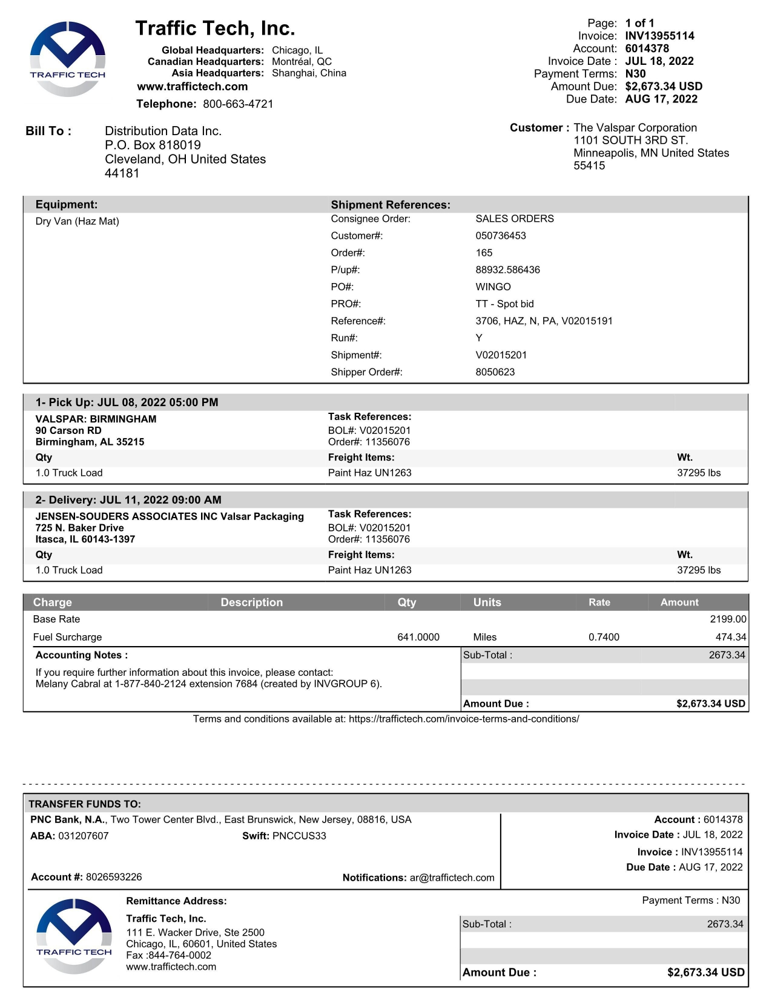 TRAFFIC TECH
Traffic Tech, Inc.
Global Headquarters: Chicago, IL
Canadian Headquarters: Montréal, QC
Asia Headquarters: Shanghai, China
www.traffictech.com
Telephone: 800-663-4721
Page: 1 of 1
Invoice: INV13955114
Account: 6014378
Invoice Date : JUL 18, 2022
Payment Terms: N30
Amount Due: $2,673.34 USD
Due Date: AUG 17, 2022
Bill To : Distribution Data Inc.
P.O. Box 818019
Cleveland, OH United States
44181
Customer : The Valspar Corporation
1101 SOUTH 3RD ST.
Minneapolis, MN United States
55415
Equipment: Shipment References:
Dry Van (Haz Mat)
Consignee Order: SALES ORDERS
Customer#: 050736453
Order#: 165
P/up#: 88932.586436
PO#: WINGO
PRO#: TT - Spot bid
Reference#: 3706, HAZ, N, PA, V02015191
Run#: Y
Shipment#: V02015201
Shipper Order#: 8050623
1- Pick Up: JUL 08, 2022 05:00 PM
VALSPAR: BIRMINGHAM
90 Carson RD
Birmingham, AL 35215
Task References:
BOL#: V02015201
Order#: 11356076
Qty Freight Items: Wt.
1.0 Truck Load Paint Haz UN1263 37295 lbs
2- Delivery: JUL 11, 2022 09:00 AM
JENSEN-SOUDERS ASSOCIATES INC Valsar Packaging
725 N. Baker Drive
Itasca, IL 60143-1397
Task References:
BOL#: V02015201
Order#: 11356076
Qty Freight Items: Wt.
1.0 Truck Load Paint Haz UN1263 37295 lbs
Charge Description Qty Units Rate Amount
Base Rate 2199.00
Fuel Surcharge 641.0000 Miles 0.7400 474.34
Accounting Notes :
If you require further information about this invoice, please contact:
Melany Cabral at 1-877-840-2124 extension 7684 (created by INVGROUP 6).
Sub-Total : 2673.34
Amount Due : $2,673.34 USD
Terms and conditions available at: https://traffictech.com/invoice-terms-and-conditions/
TRANSFER FUNDS TO:
PNC Bank, N.A., Two Tower Center Blvd., East Brunswick, New Jersey, 08816, USA
ABA: 031207607 Swift: PNCCUS33
Account #: 8026593226 Notifications: ar@traffictech.com
Account : 6014378
Invoice Date : JUL 18, 2022
Invoice : INV13955114
Due Date : AUG 17, 2022
TRAFFIC TECH
Remittance Address:
Traffic Tech, Inc.
111 E. Wacker Drive, Ste 2500
Chicago, IL, 60601, United States
Fax :844-764-0002
www.traffictech.com
Payment Terms : N30
Sub-Total : 2673.34
Amount Due : $2,673.34 USD